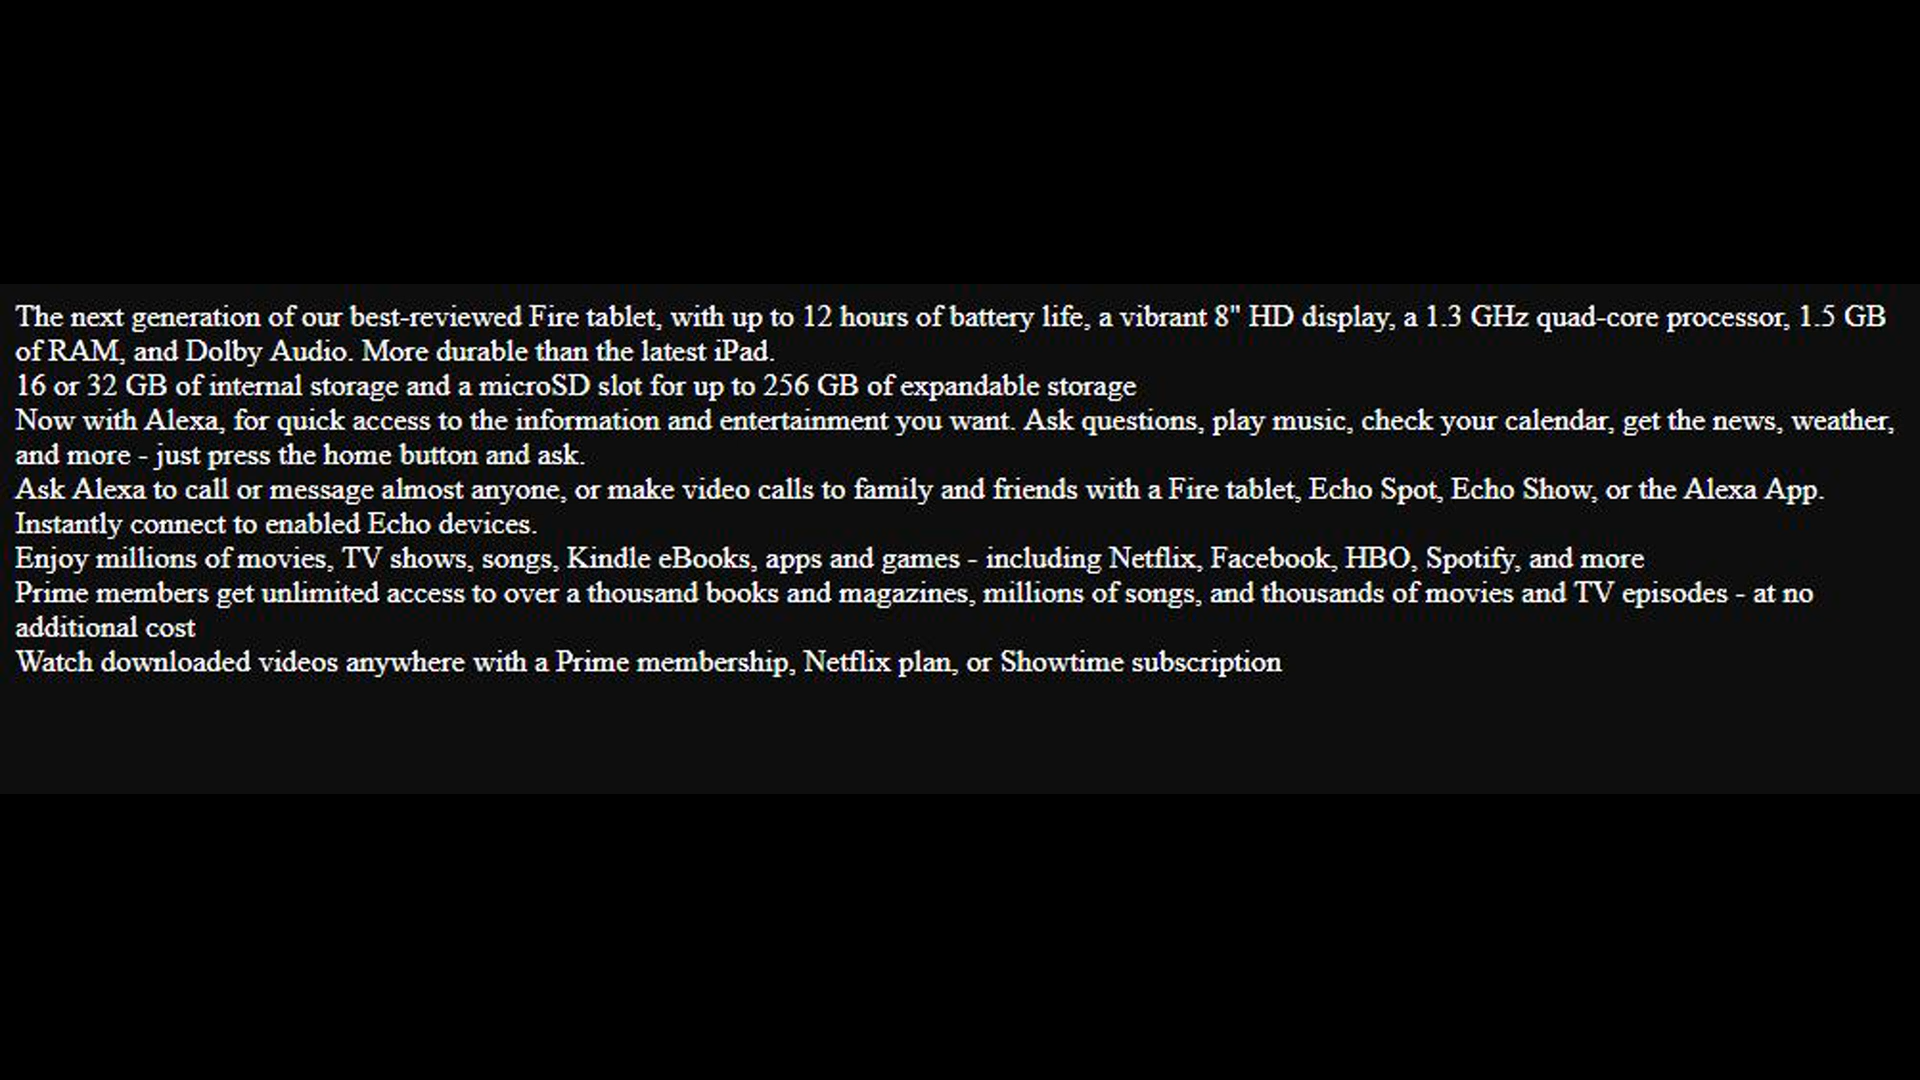 The next generation of our best-reviewed Fire tablet, with up to 12 hours of battery life, a vibrant 8" HD display, a 1.3 GHz quad-core processor, 1.5 GB
of RAM, and Dolby Audio. More durable than the latest iPad.
16 or 32 GB of internal storage and a microSD slot for up to 256 GB of expandable storage
Now with Alexa, for quick access to the information and entertainment you want. Ask questions, play music, check your calendar, get the news, weather,
and more - just press the home button and ask.
Ask Alexa to call or message almost anyone, or make video calls to family and friends with a Fire tablet, Echo Spot, Echo Show, or the Alexa App.
Instantly connect to enabled Echo devices.
Enjoy millions of movies, TV shows, songs, Kindle eBooks, apps and games - including Netflix, Facebook, HBO, Spotify, and more
Prime members get unlimited access to over a thousand books and magazines, millions of songs, and thousands of movies and TV episodes - at no
additional cost
Watch downloaded videos anywhere with a Prime membership, Netflix plan, or Showtime subscription